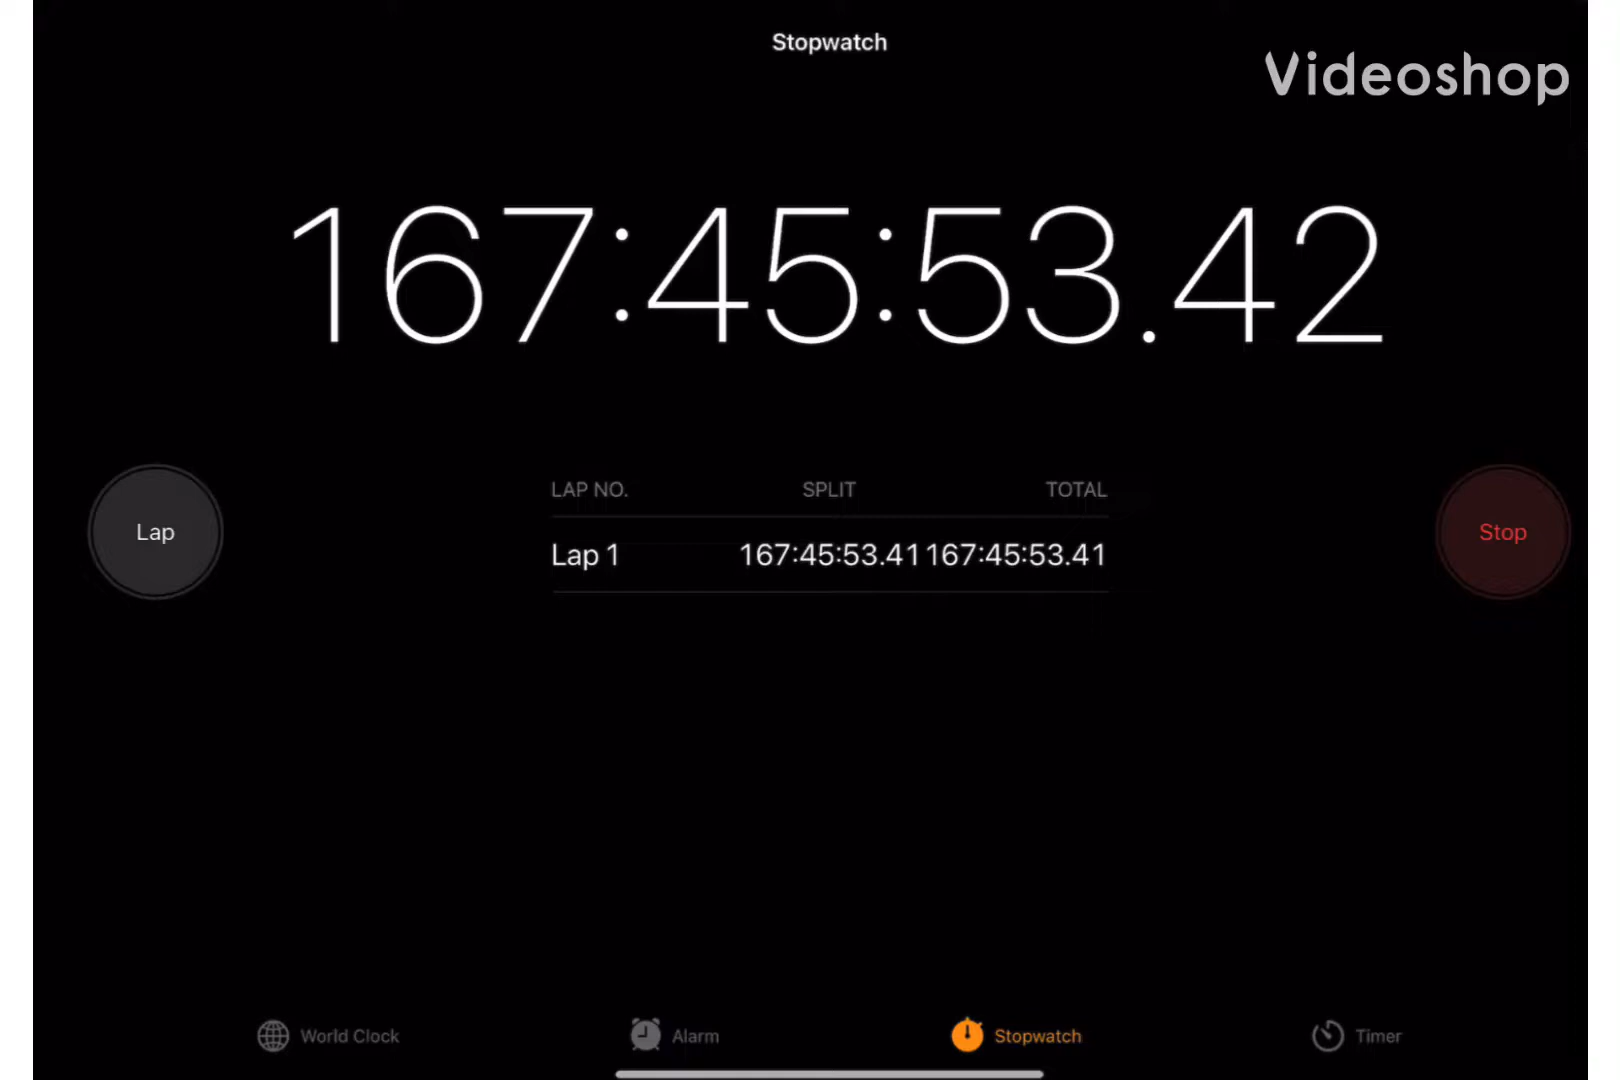 Stopwatch
Videoshop
167:45:53.42
LAP NO. SPLIT TOTAL
Lap 1 167:45:53.41 167:45:53.41
Lap
Stop
World Clock Alarm Stopwatch Timer